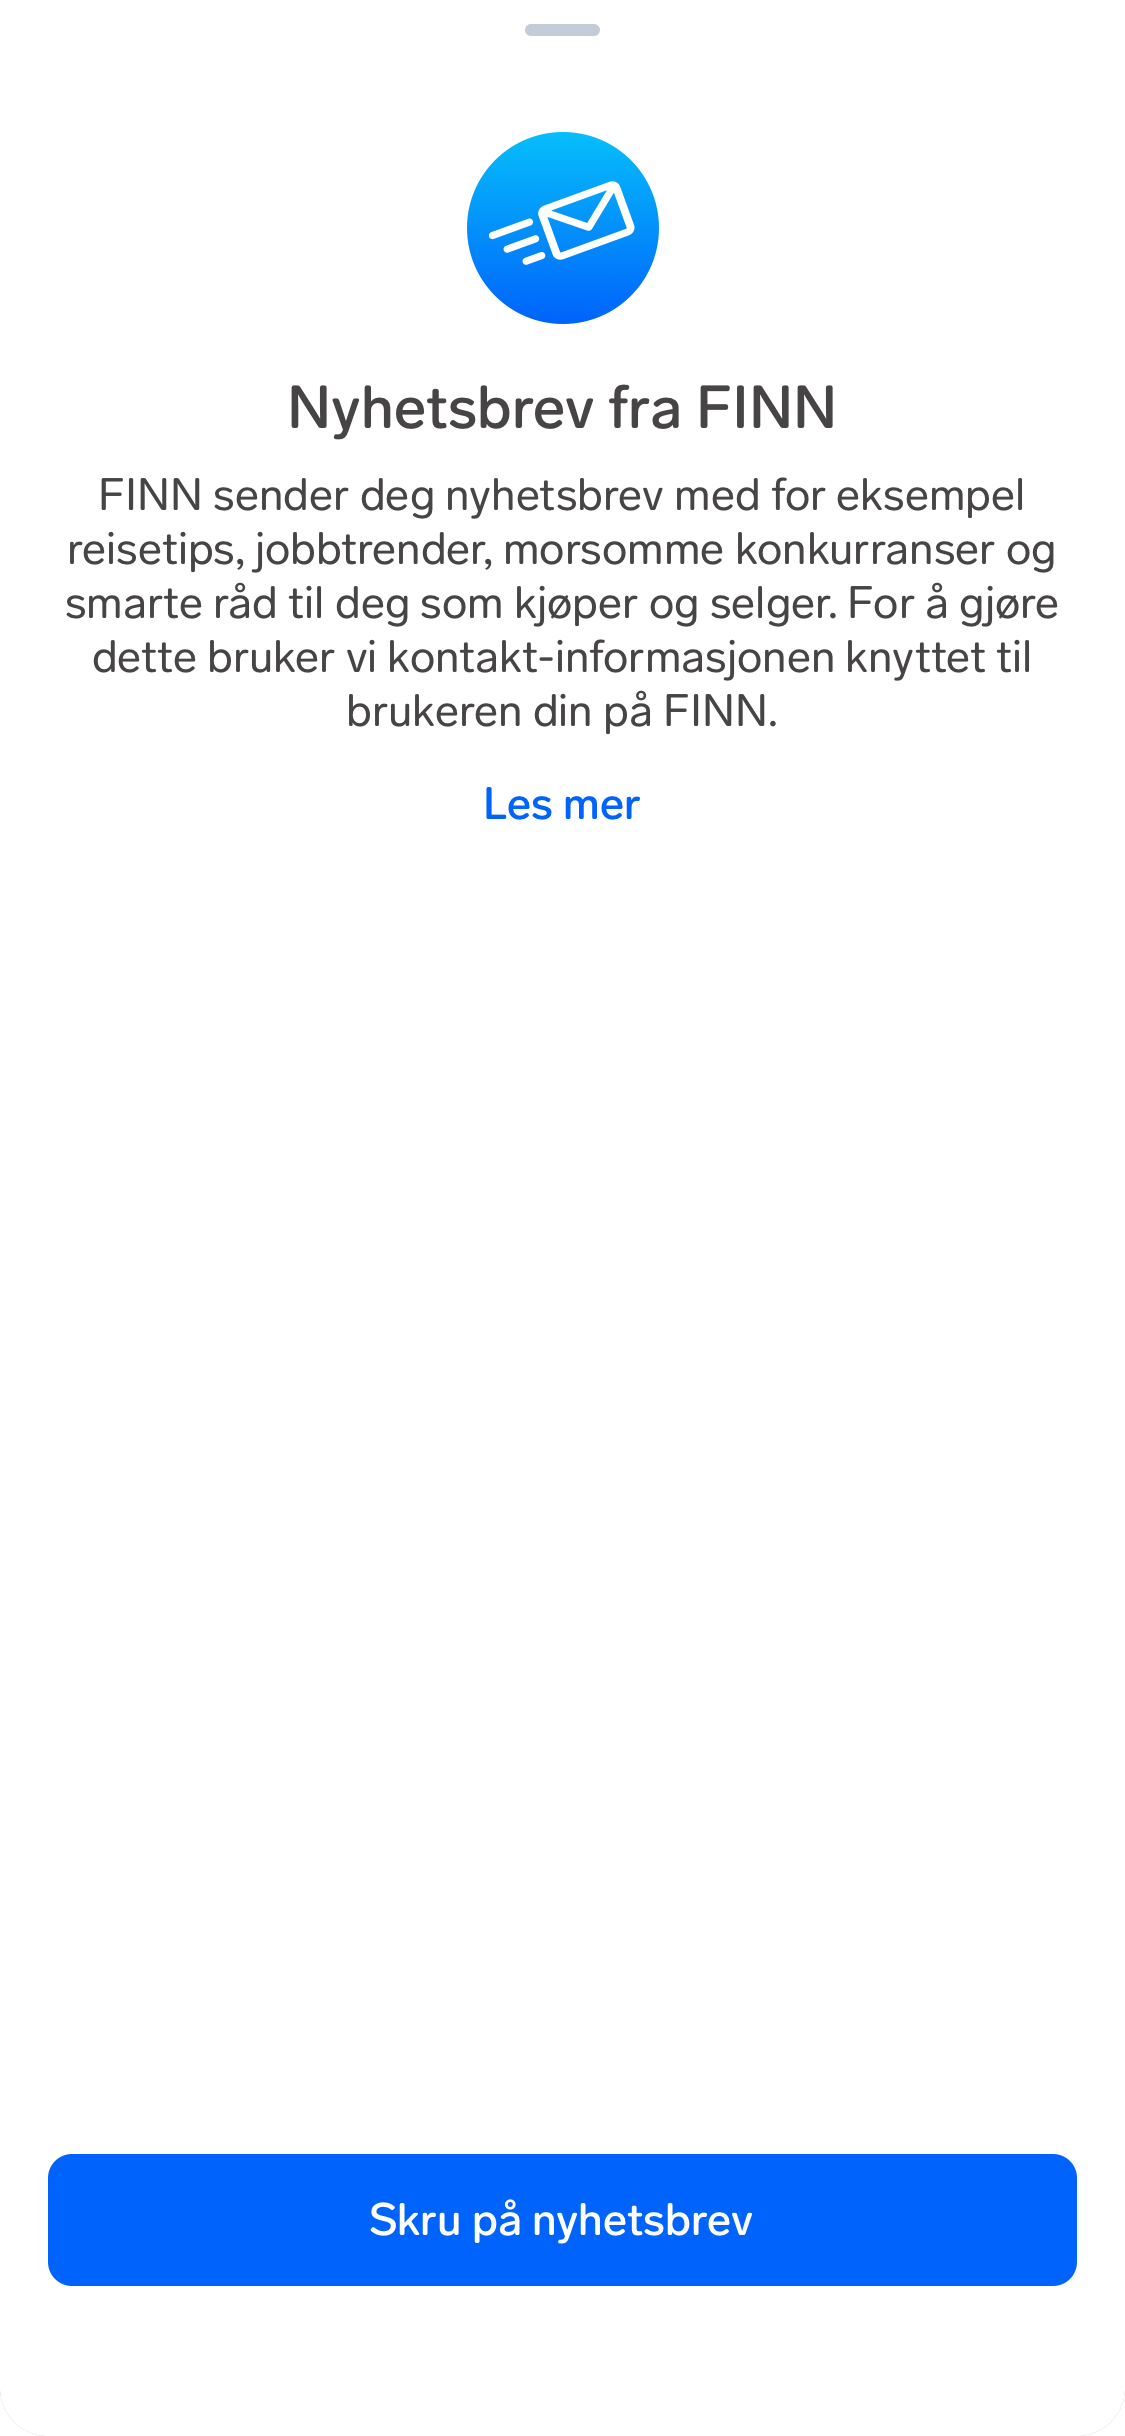 Nyhetsbrev fra FINN
FINN sender deg nyhetsbrev med for eksempel
reisetips, jobbtrender, morsomme konkurranser og
smarte råd til deg som kjøper og selger. For å gjøre
dette bruker vi kontakt-informasjonen knyttet til
brukeren din på FINN.
Les mer
Skru på nyhetsbrev